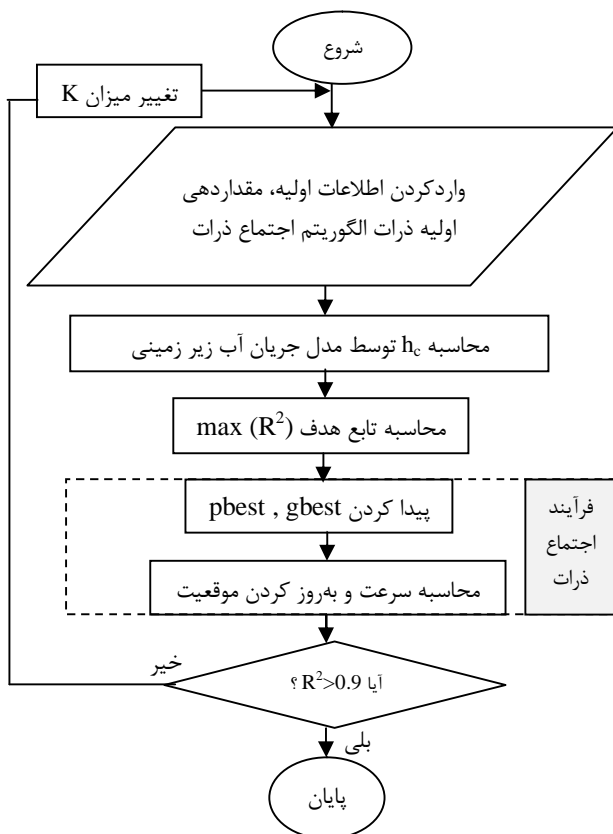 شروع
تغییر میزان K
واردکردن اطلاعات اولیه، مقداردهی
اولیه ذرات الگوریتم اجتماع ذرات
محاسبه h_c توسط مدل جریان آب زیر زمینی
محاسبه تابع هدف max (R²)
پیدا کردن pbest , gbest
محاسبه سرعت و به‌روز کردن موقعیت
فرآیند
اجتماع
ذرات
آیا R²>0.9 ؟
خیر
بلی
پایان